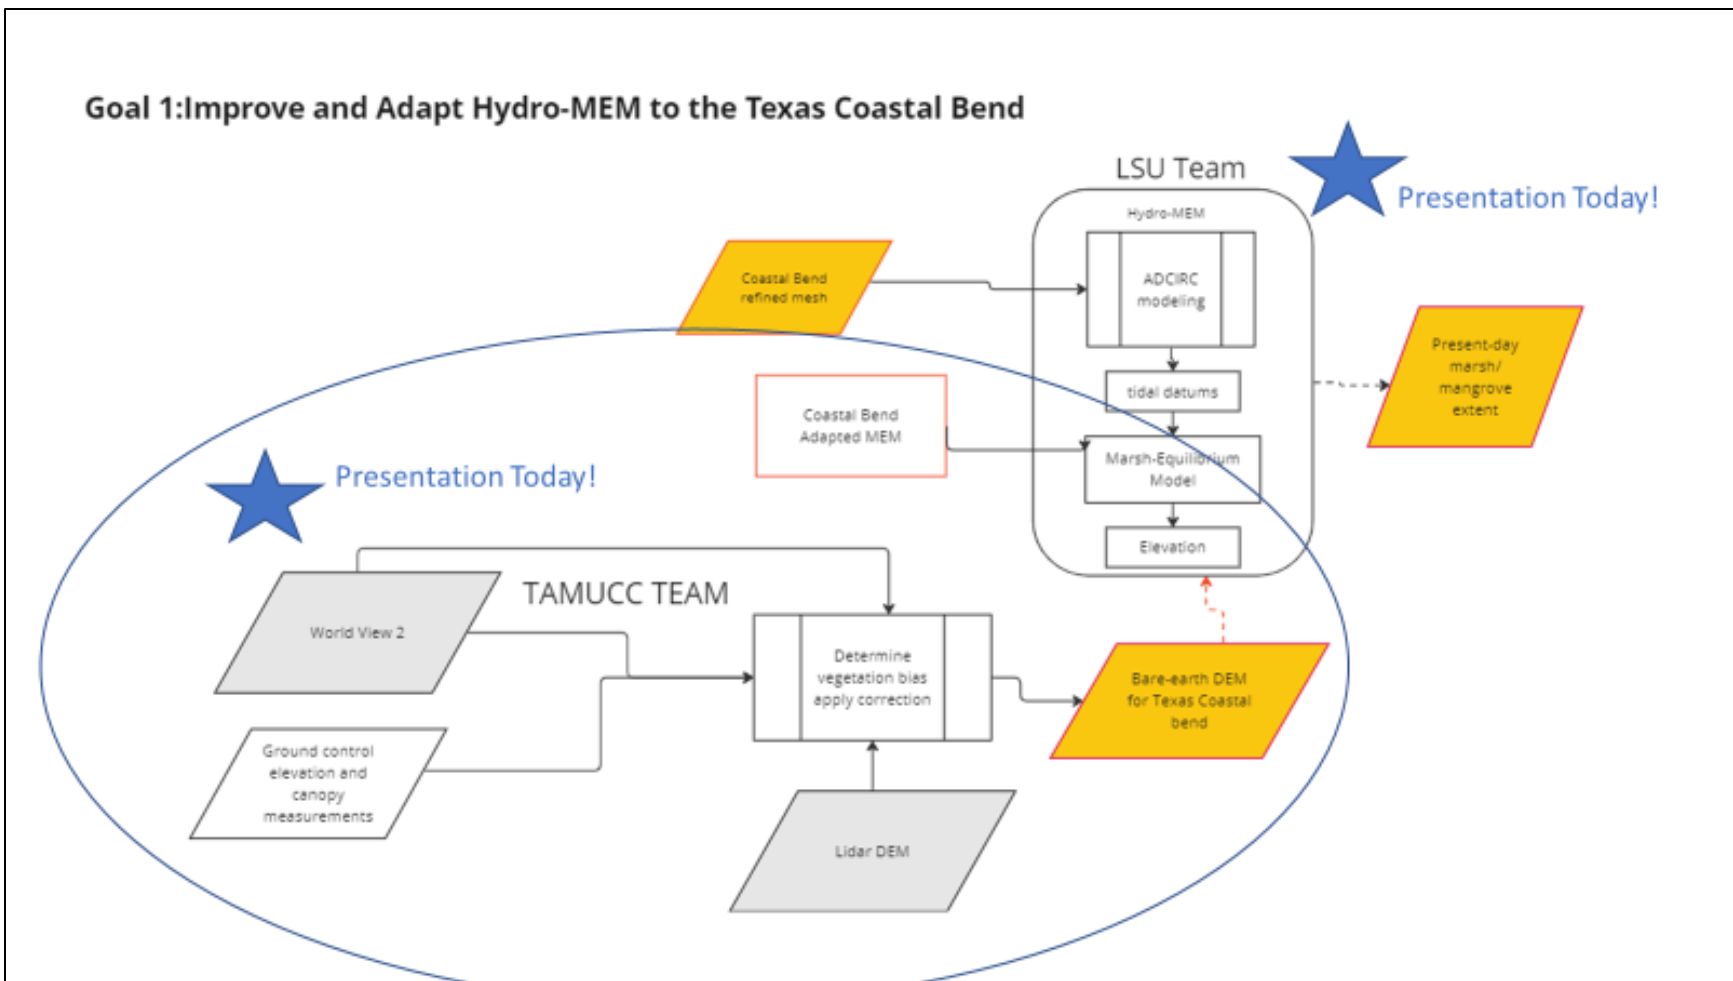 Goal 1:Improve and Adapt Hydro-MEM to the Texas Coastal Bend
LSU Team
Presentation Today!
Hydro-MEM
Coastal Bend
refined mesh
ADCIRC
modeling
Present-day
marsh/
mangrove
extent
tidal datums
Coastal Bend
Adapted MEM
Marsh-Equilibrium
Model
Presentation Today!
Elevation
TAMUCC TEAM
World View 2
Determine
vegetation bias
apply correction
Bare-earth DEM
for Texas Coastal
bend
Ground control
elevation and
canopy
measurements
Lidar DEM